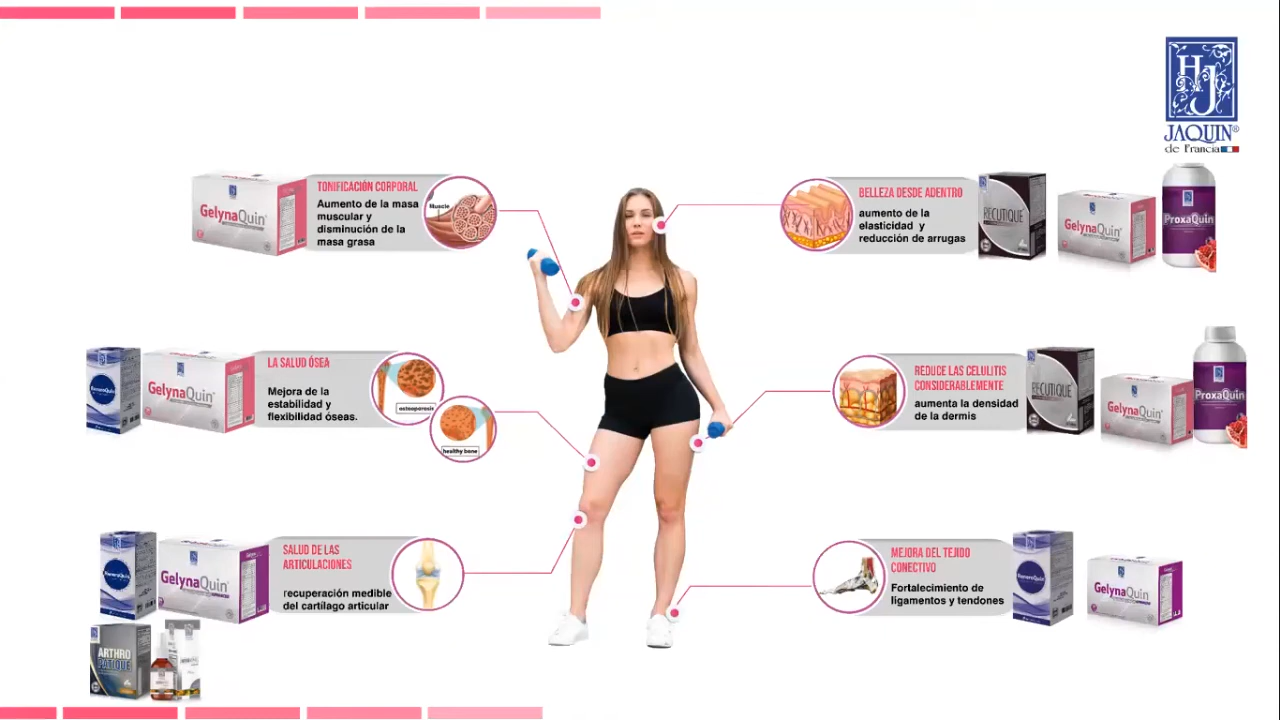 HJ
JAQUIN®
de Francia
GelynaQuin
TONIFICACIÓN CORPORAL
Aumento de la masa
muscular y
disminución de la
masa grasa
Muscle
BELLEZA DESDE ADENTRO
aumento de la
elasticidad y
reducción de arrugas
RECUTIQUE
GelynaQuin
ProxaQuin
GelynaQuin
LA SALUD ÓSEA
Mejora de la
estabilidad y
flexibilidad óseas.
osteoporosis
healthy bone
REDUCE LAS CELULITIS
CONSIDERABLEMENTE
aumenta la densidad
de la dermis
RECUTIQUE
GelynaQuin
ProxaQuin
GelynaQuin
SALUD DE LAS
ARTICULACIONES
recuperación medible
del cartílago articular
ARTHRO
MEJORA DEL TEJIDO
CONECTIVO
Fortalecimiento de
ligamentos y tendones
GelynaQuin